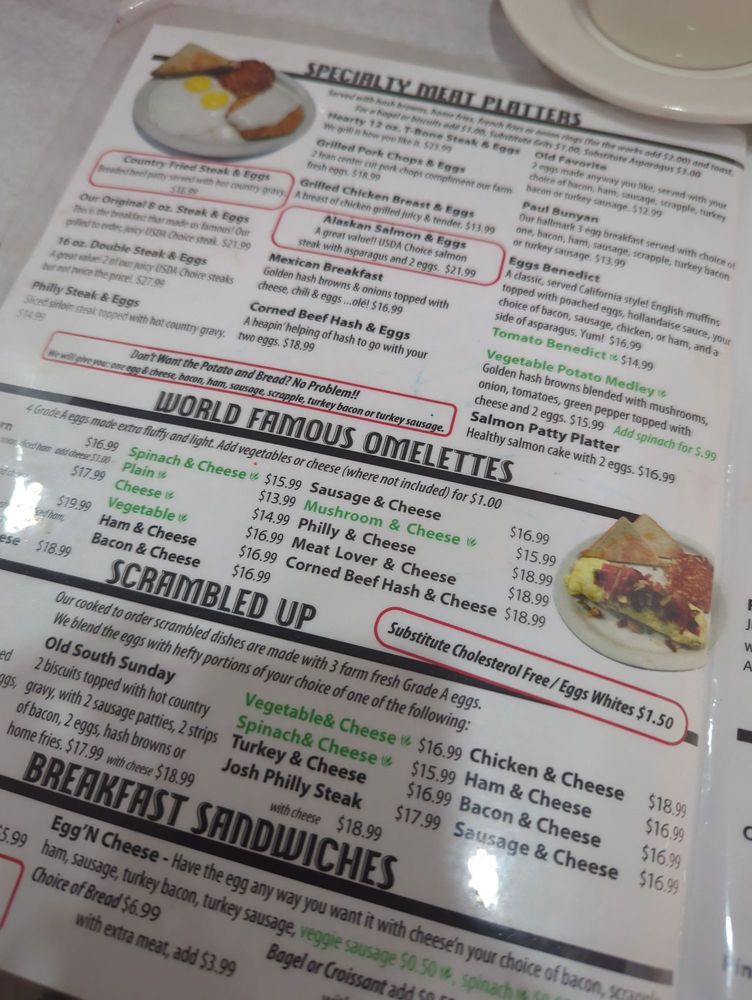 SPECIALTY MEAT PLATTERS
Served with hash browns, home fries, french fries or onion rings (for the works add $2.00) and toast.
For a bagel or biscuits add $1.00, Substitute Grits $1.00, Substitute Asparagus $3.00
Country Fried Steak & Eggs
Breaded beef patty served with hot country gravy.
$18.99
Our Original 8 oz. Steak & Eggs
This is the breakfast that made us famous! Our
grilled to order, juicy USDA Choice steak. $21.99
16 oz. Double Steak & Eggs
A great value! 2 of our juicy USDA Choice steaks
but not twice the price!. $27.99
Philly Steak & Eggs
Sliced sirloin steak topped with hot country gravy.
$14.99
Hearty 12 oz. T-Bone Steak & Eggs
We grill it how you like it. $23.99
Grilled Pork Chops & Eggs
2 lean center cut pork chops compliment our farm
fresh eggs. $18.99
Grilled Chicken Breast & Eggs
A breast of chicken grilled juicy & tender. $13.99
Alaskan Salmon & Eggs
A great value!! USDA Choice salmon
steak with asparagus and 2 eggs. $21.99
Mexican Breakfast
Golden hash browns & onions topped with
cheese, chili & eggs ...olé! $16.99
Corned Beef Hash & Eggs
A heapin' helping of hash to go with your
two eggs. $18.99
Old Favorite
2 eggs made anyway you like, served with your
choice of bacon, ham, sausage, scrapple, turkey
bacon or turkey sausage. $12.99
Paul Bunyan
Our hallmark 3 egg breakfast served with choice of
one, bacon, ham, sausage, scrapple, turkey bacon
or turkey sausage. $13.99
Eggs Benedict
A classic, served California style! English muffins
topped with poached eggs, hollandaise sauce, your
choice of bacon, sausage, chicken, or ham, and a
side of asparagus. Yum! $16.99
Tomato Benedict $14.99
Vegetable Potato Medley
Golden hash browns blended with mushrooms,
onion, tomatoes, green pepper topped with
cheese and 2 eggs. $15.99 Add spinach for $.99
Salmon Patty Platter
Healthy salmon cake with 2 eggs. $16.99
Don't Want the Potato and Bread? No Problem!!
We will give you: one egg & cheese, bacon, ham, sausage, scrapple, turkey bacon or turkey sausage.
WORLD FAMOUS OMELETTES
4 Grade A eggs made extra fluffy and light. Add vegetables or cheese (where not included) for $1.00
$16.99
diced ham add cheese $1.00
$17.99
$19.99
$18.99
Spinach & Cheese $15.99
Plain $13.99
Cheese $14.99
Vegetable $16.99
Ham & Cheese $16.99
Bacon & Cheese $16.99
Sausage & Cheese $16.99
Mushroom & Cheese $15.99
Philly & Cheese $18.99
Meat Lover & Cheese $18.99
Corned Beef Hash & Cheese $18.99
SCRAMBLED UP
Substitute Cholesterol Free / Eggs Whites $1.50
Our cooked to order scrambled dishes are made with 3 farm fresh Grade A eggs.
We blend the eggs with hefty portions of your choice of one of the following:
Old South Sunday
2 biscuits topped with hot country
gravy, with 2 sausage patties, 2 strips
of bacon, 2 eggs, hash browns or
home fries. $17.99 with cheese $18.99
Vegetable& Cheese $16.99
Spinach& Cheese $15.99
Turkey & Cheese $16.99
Josh Philly Steak $17.99
with cheese $18.99
Chicken & Cheese $18.99
Ham & Cheese $16.99
Bacon & Cheese $16.99
Sausage & Cheese $16.99
BREAKFAST SANDWICHES
Egg'N Cheese - Have the egg any way you want it with cheese'n your choice of bacon,
ham, sausage, turkey bacon, turkey sausage, veggie sausage $0.50, spinach
Choice of Bread $6.99
with extra meat, add $3.99
Bagel or Croissant add